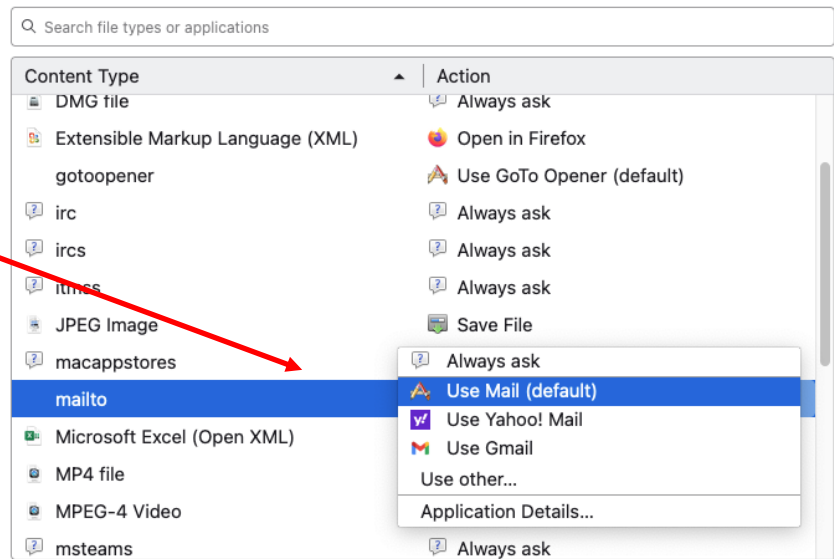 Search file types or applications
Content Type Action
DMG file Always ask
Extensible Markup Language (XML) Open in Firefox
gotoopener Use GoTo Opener (default)
irc Always ask
ircs Always ask
itmss Always ask
JPEG Image Save File
macappstores Always ask
mailto Use Mail (default)
Use Yahoo! Mail
Microsoft Excel (Open XML) Use Gmail
MP4 file Use other...
MPEG-4 Video Application Details...
msteams Always ask